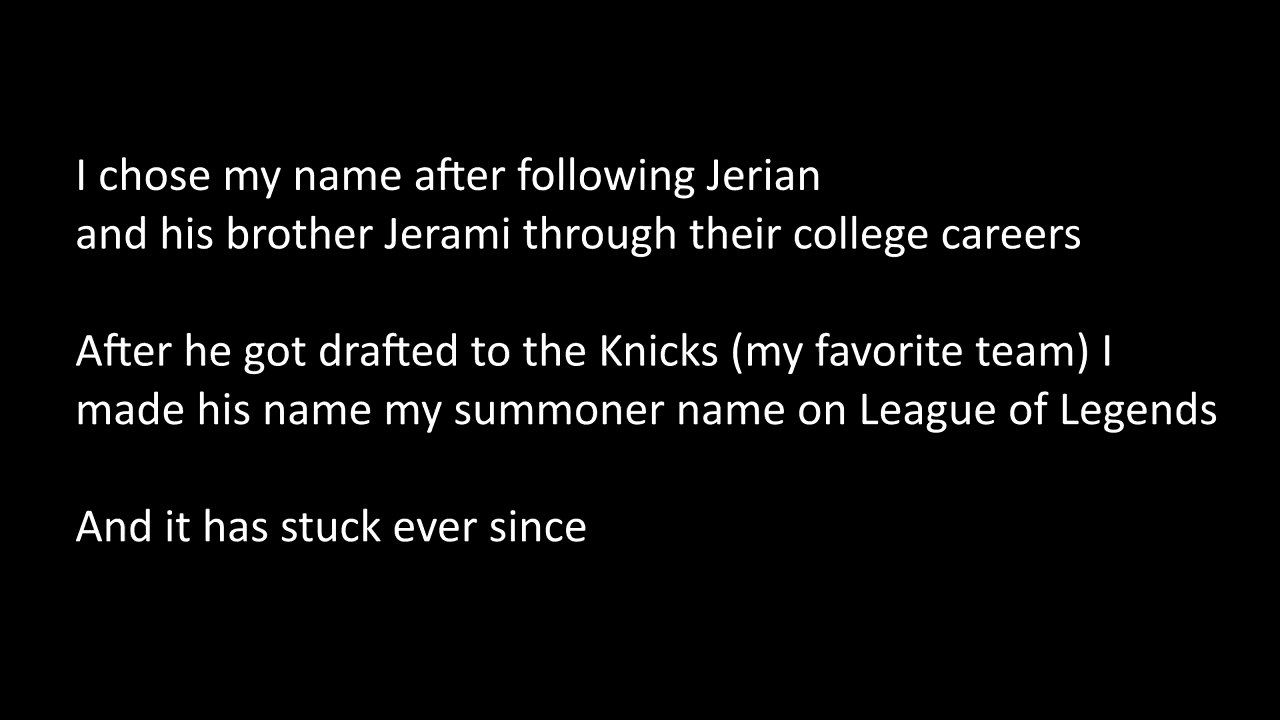 I chose my name after following Jerian
and his brother Jerami through their college careers
After he got drafted to the Knicks (my favorite team) I
made his name my summoner name on League of Legends
And it has stuck ever since